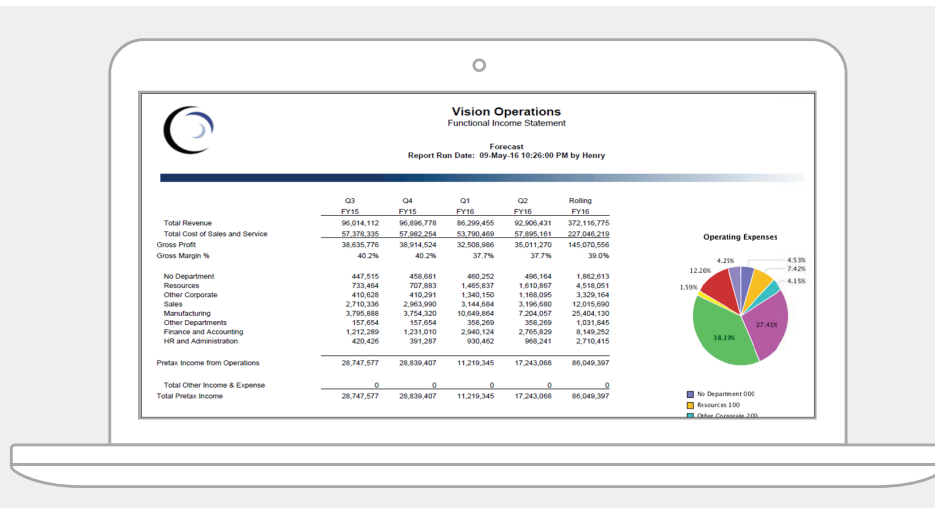 Vision Operations
Functional Income Statement
Forecast
Report Run Date: 09-May-16 10:26:00 PM by Henry
Q3 Q4 Q1 Q2 Rolling
FY15 FY15 FY16 FY16 FY16
Total Revenue 96,014,112 96,896,778 86,299,455 92,906,431 372,116,775
Total Cost of Sales and Service 57,378,335 57,982,254 53,790,469 57,895,161 227,046,219
Gross Profit 38,635,776 38,914,524 32,508,986 35,011,270 145,070,556
Gross Margin % 40.2% 40.2% 37.7% 37.7% 39.0%
No Department 447,515 458,681 460,252 496,164 1,862,613
Resources 733,464 707,883 1,465,837 1,610,867 4,518,051
Other Corporate 410,628 410,291 1,340,150 1,168,095 3,329,164
Sales 2,710,336 2,963,990 3,144,684 3,196,680 12,015,690
Manufacturing 3,795,888 3,754,320 10,649,864 7,204,057 25,404,130
Other Departments 157,654 157,654 358,269 358,269 1,031,845
Finance and Accounting 1,212,289 1,231,010 2,940,124 2,765,829 8,149,252
HR and Administration 420,426 391,287 930,462 968,241 2,710,415
Pretax Income from Operations 28,747,577 28,839,407 11,219,345 17,243,068 86,049,397
Total Other Income & Expense 0 0 0 0 0
Total Pretax Income 28,747,577 28,839,407 11,219,345 17,243,068 86,049,397
Operating Expenses
4.25% 4.53%
12.26% 7.42%
1.59% 4.15%
27.41%
38.39%
No Department 000
Resources 100
Other Corporate 200